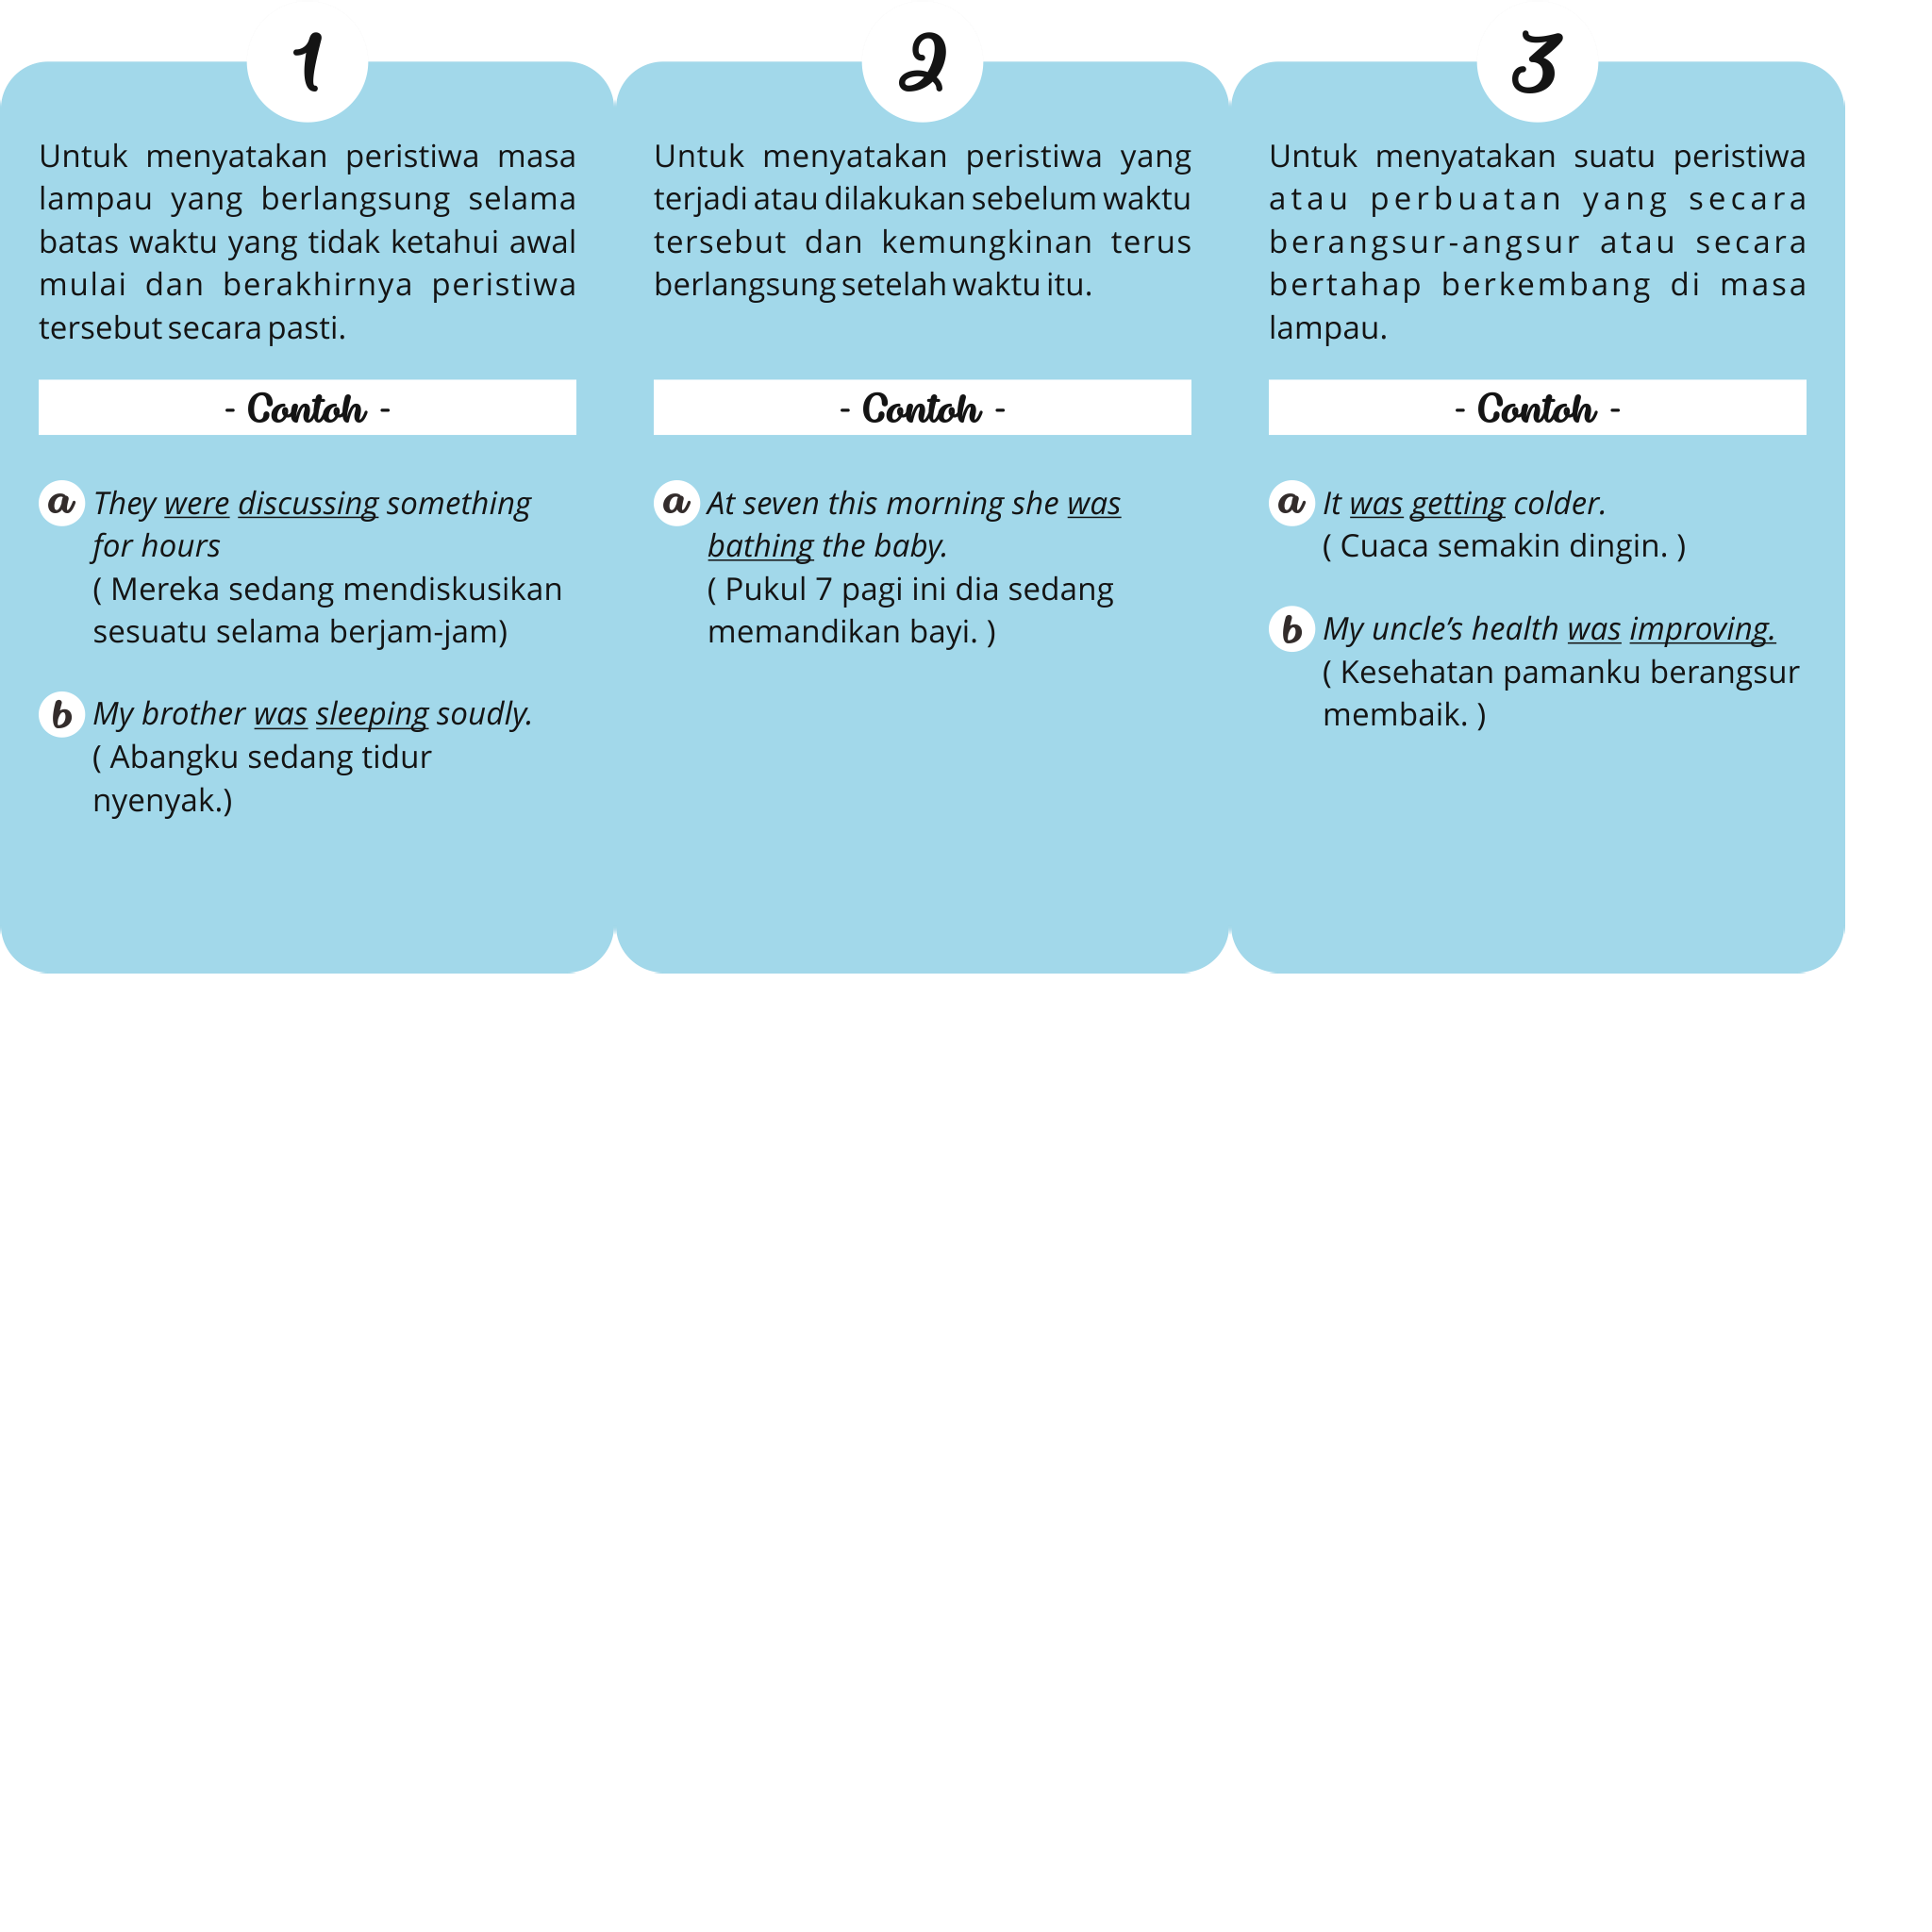 1
Untuk menyatakan peristiwa masa
lampau yang berlangsung selama
batas waktu yang tidak ketahui awal
mulai dan berakhirnya peristiwa
tersebut secara pasti.
- Contoh -
a They were discussing something
for hours
( Mereka sedang mendiskusikan
sesuatu selama berjam-jam)
b My brother was sleeping soudly.
( Abangku sedang tidur
nyenyak.)
2
Untuk menyatakan peristiwa yang
terjadi atau dilakukan sebelum waktu
tersebut dan kemungkinan terus
berlangsung setelah waktu itu.
- Contoh -
a At seven this morning she was
bathing the baby.
( Pukul 7 pagi ini dia sedang
memandikan bayi. )
3
Untuk menyatakan suatu peristiwa
atau perbuatan yang secara
berangsur-angsur atau secara
bertahap berkembang di masa
lampau.
- Contoh -
a It was getting colder.
( Cuaca semakin dingin. )
b My uncle’s health was improving.
( Kesehatan pamanku berangsur
membaik. )